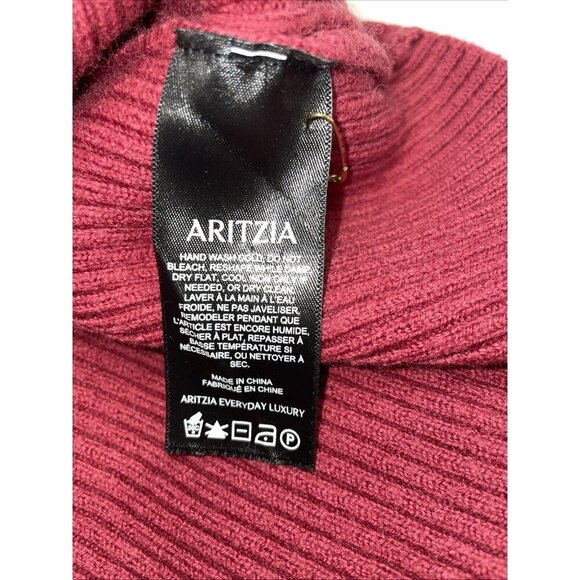 ARITZIA
HAND WASH COLD, DO NOT
BLEACH, RESHAPE WHILE DAMP,
DRY FLAT, COOL IRON IF
NEEDED, OR DRY CLEAN.
LAVER À LA MAIN À L'EAU
FROIDE, NE PAS JAVELISER,
REMODELER PENDANT QUE
L'ARTICLE EST ENCORE HUMIDE,
SÉCHER À PLAT, REPASSER À
BASSE TEMPÉRATURE SI
NÉCESSAIRE, OU NETTOYER À
SEC.
MADE IN CHINA
FABRIQUÉ EN CHINE
ARITZIA EVERYDAY LUXURY
P